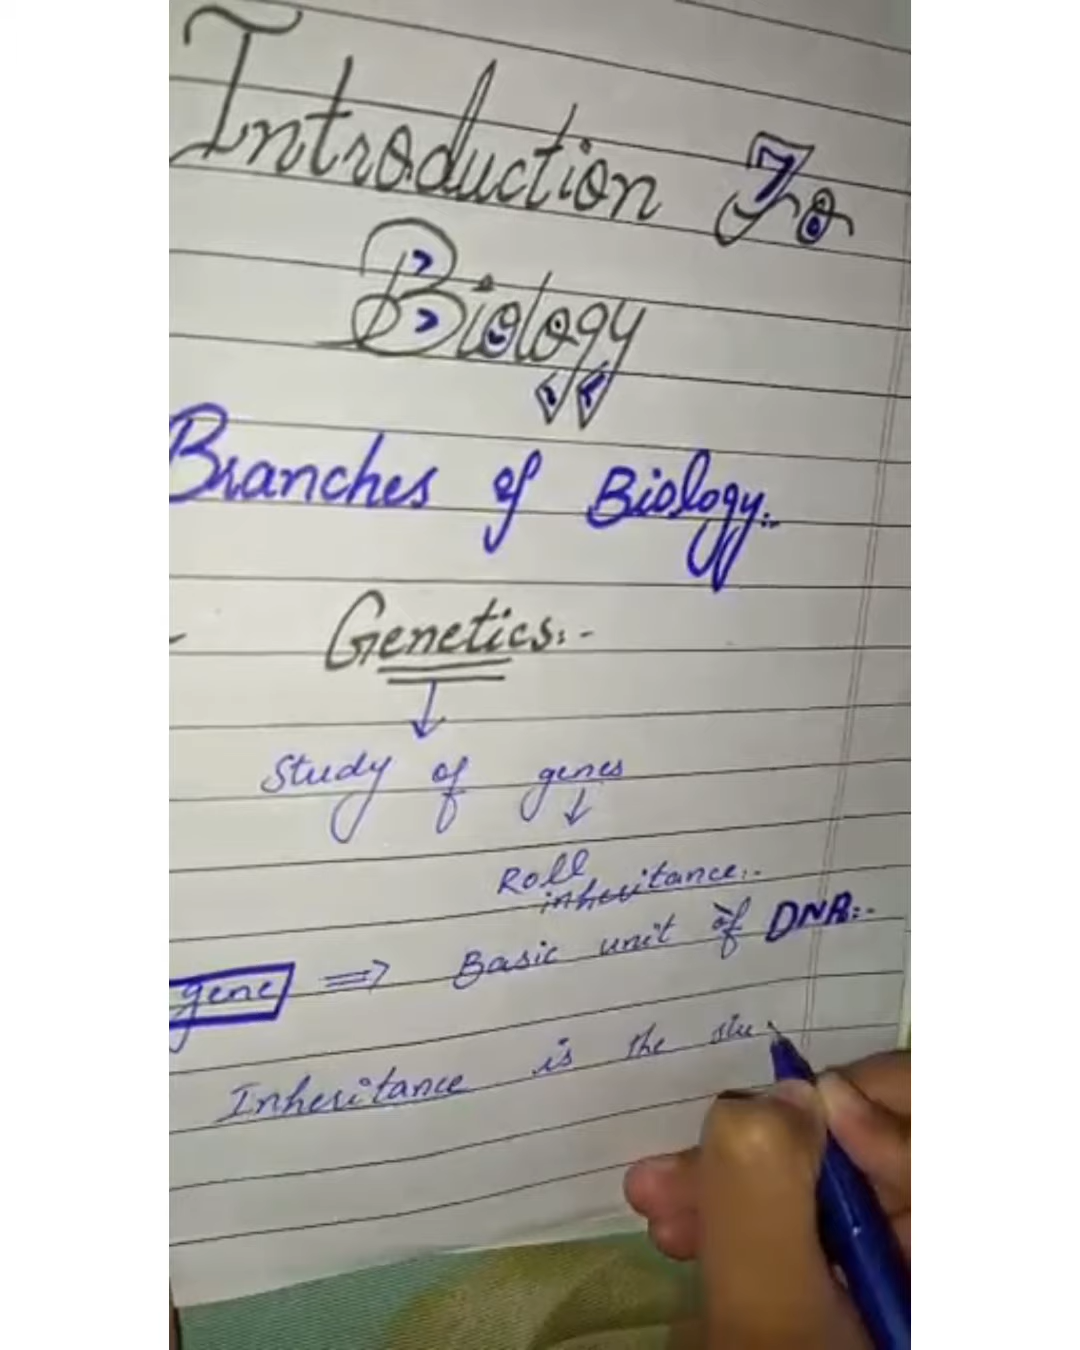 Introduction To
Biology
Branches of Biology:-
Genetics:-
Study of genes
Roll
inheritance:-
gene ⇒ Basic unit of DNA:-
Inheritance is the stu